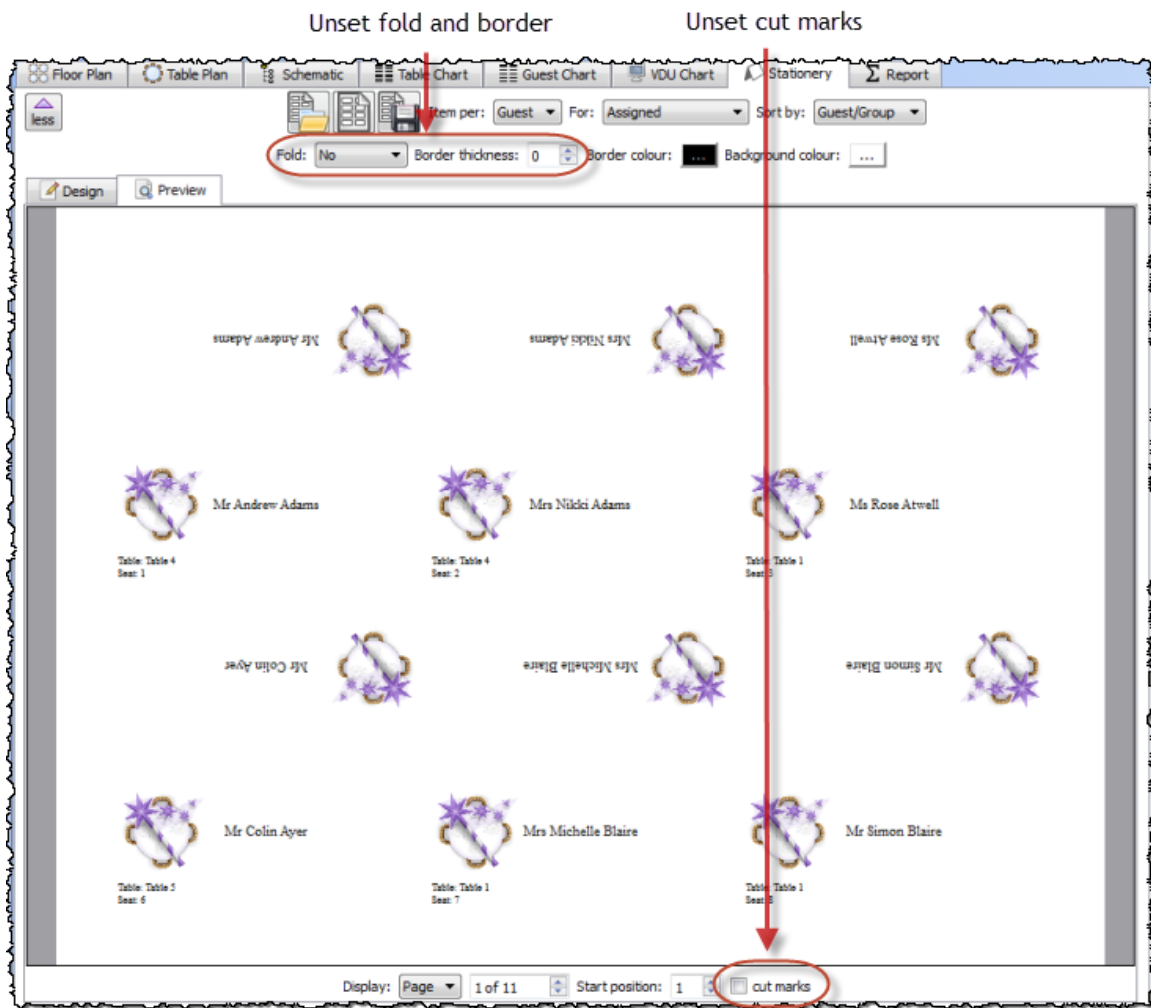 Unset fold and border Unset cut marks
Floor Plan Table Plan Schematic Table Chart Guest Chart VDU Chart Stationery Σ Report
less Item per: Guest For: Assigned Sort by: Guest/Group
Fold: No Border thickness: 0 Border colour: ... Background colour: ...
Design Preview
Mr Andrew Adams Mrs Nikki Adams Ms Rose Atwell
Mr Andrew Adams Mrs Nikki Adams Ms Rose Atwell
Table: Table 4 Table: Table 4 Table: Table 1
Seat: 1 Seat: 2 Seat: 3
Mr Colin Ayer Mrs Michelle Blaire Mr Simon Blaire
Mr Colin Ayer Mrs Michelle Blaire Mr Simon Blaire
Table: Table 5 Table: Table 1 Table: Table 1
Seat: 6 Seat: 7 Seat: 8
Display: Page 1 of 11 Start position: 1 cut marks